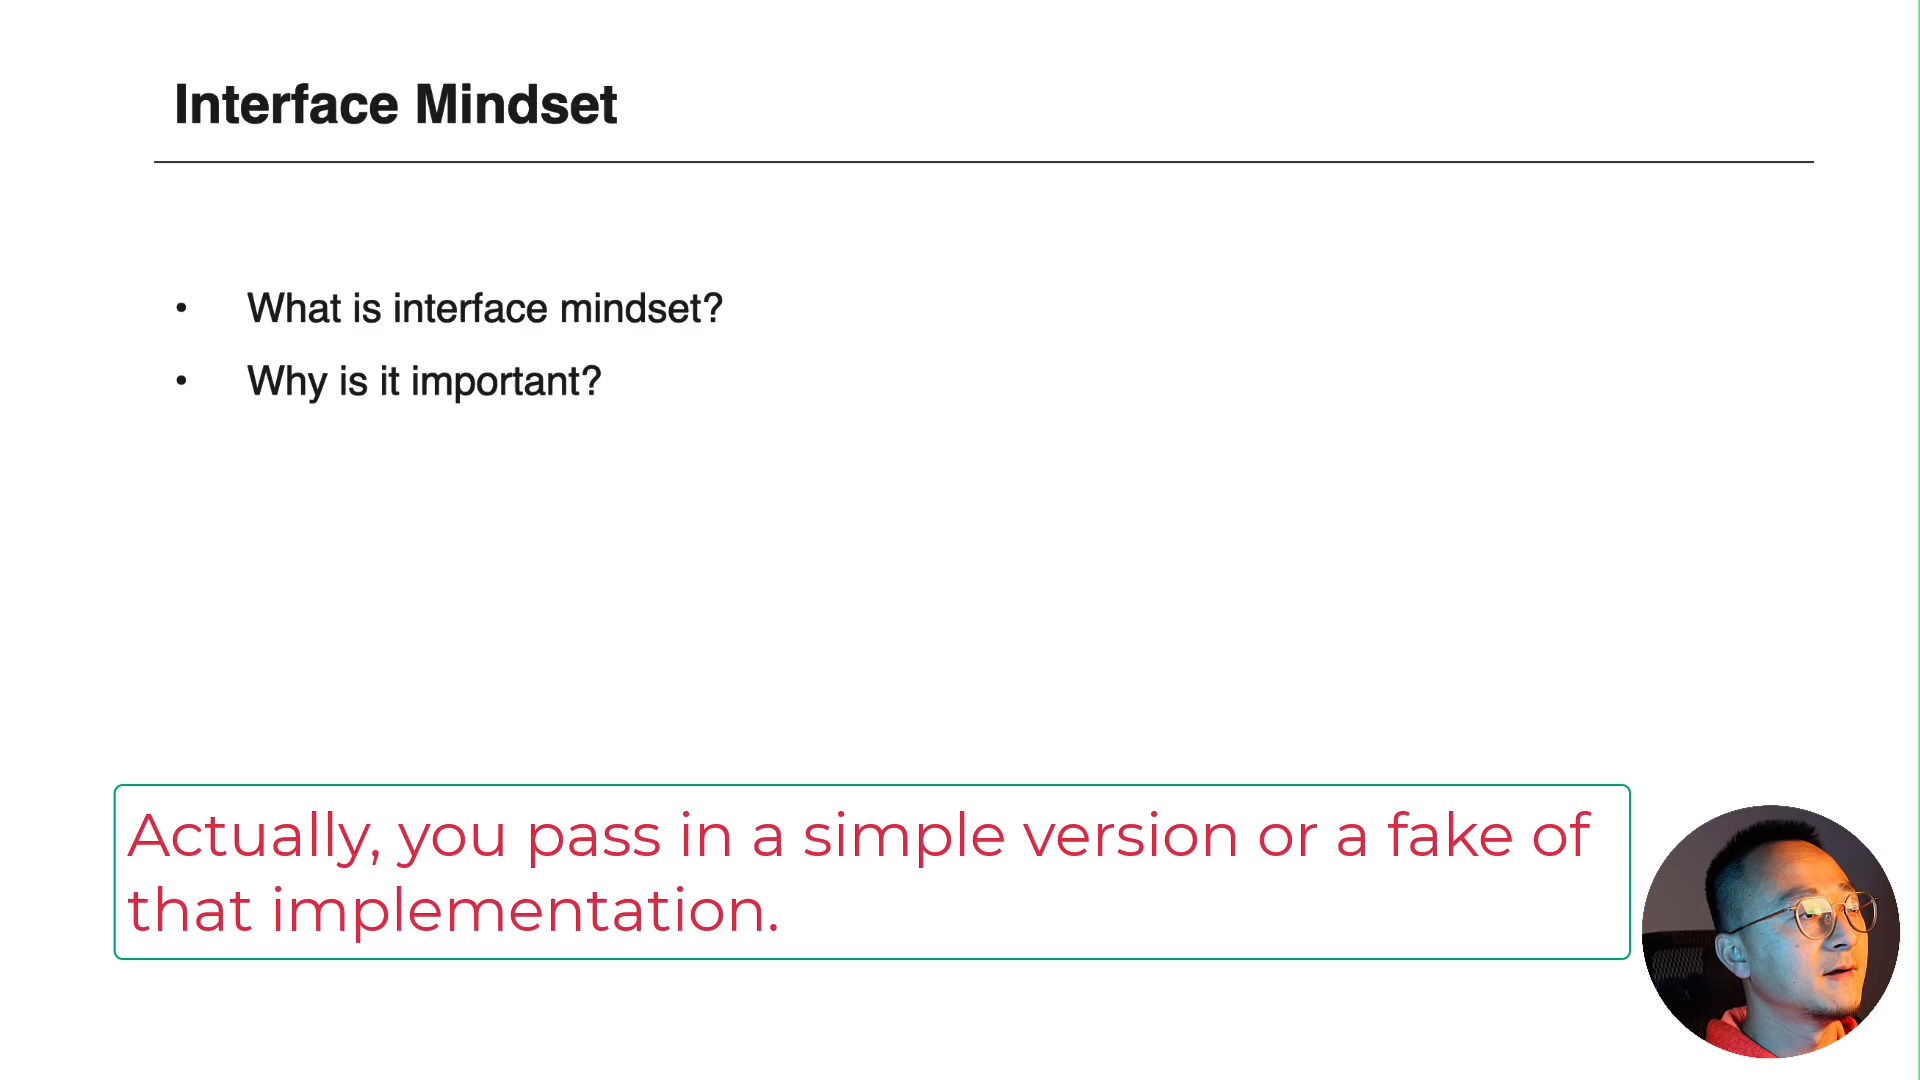 Interface Mindset
• What is interface mindset?
• Why is it important?
Actually, you pass in a simple version or a fake of
that implementation.